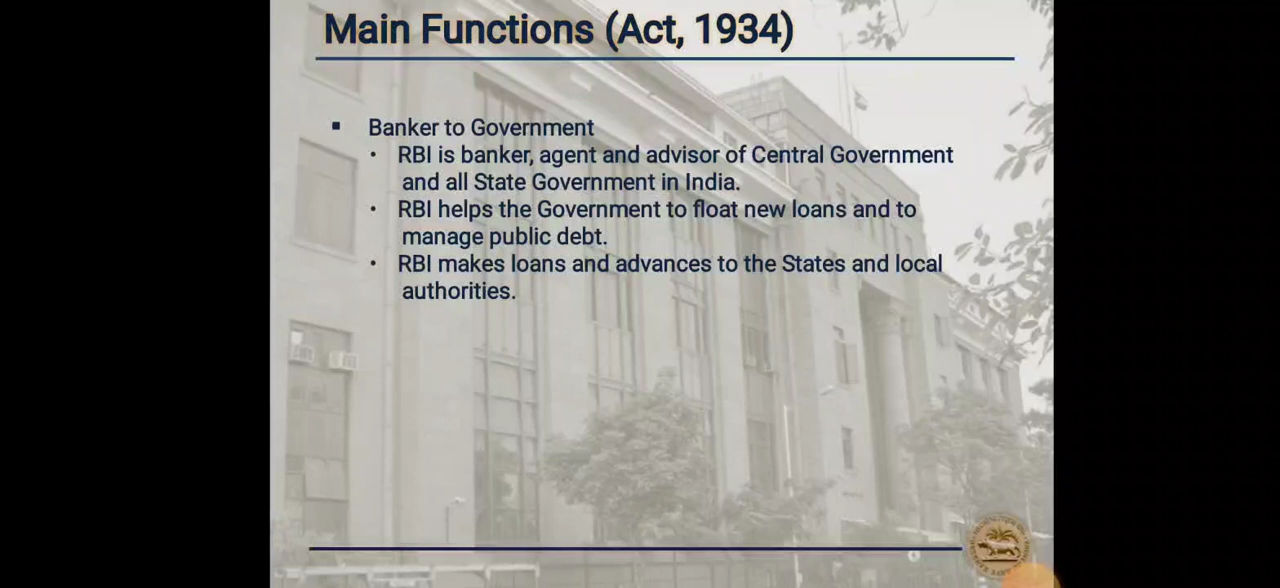 Main Functions (Act, 1934)
▪ Banker to Government
• RBI is banker, agent and advisor of Central Government
and all State Government in India.
• RBI helps the Government to float new loans and to
manage public debt.
• RBI makes loans and advances to the States and local
authorities.